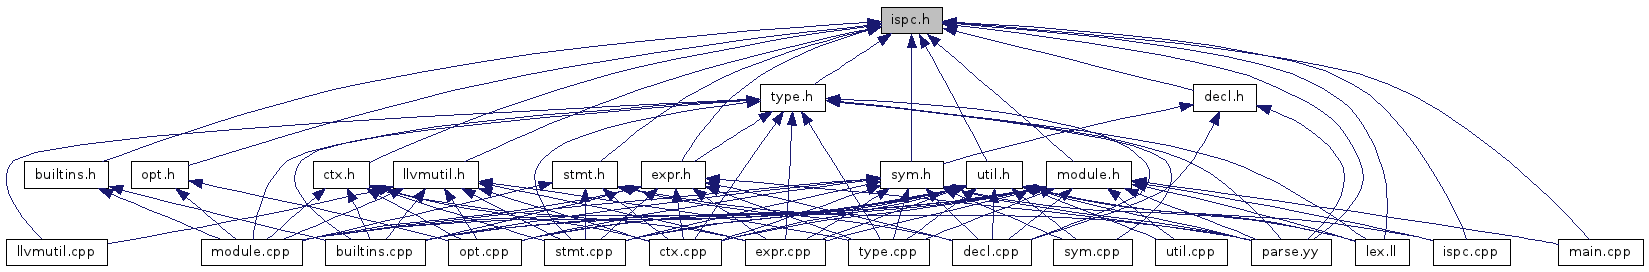 ispc.h
type.h
decl.h
builtins.h
opt.h
ctx.h
llvmutil.h
stmt.h
expr.h
sym.h
util.h
module.h
llvmutil.cpp
module.cpp
builtins.cpp
opt.cpp
stmt.cpp
ctx.cpp
expr.cpp
type.cpp
decl.cpp
sym.cpp
util.cpp
parse.yy
lex.ll
ispc.cpp
main.cpp